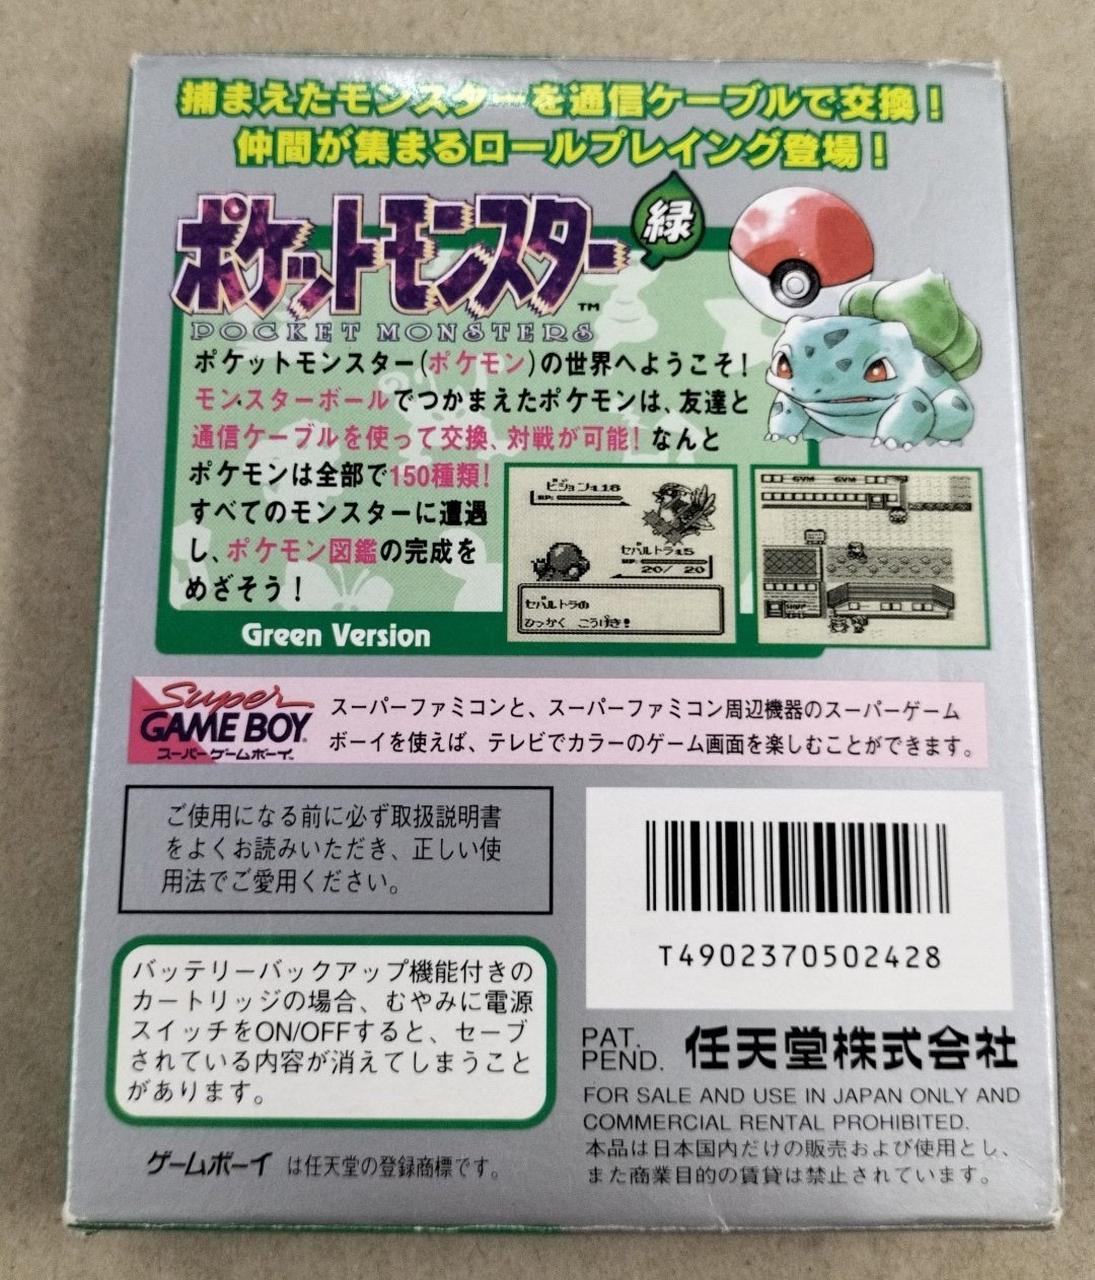 捕まえたモンスターを通信ケーブルで交換!
仲間が集まるロールプレイング登場!
ポケットモンスター 緑
TM
POCKET MONSTERS
ポケットモンスター(ポケモン)の世界へようこそ!
モンスターボールでつかまえたポケモンは、友達と
通信ケーブルを使って交換、対戦が可能! なんと
ポケモンは全部で150種類!
すべてのモンスターに遭遇
し、ポケモン図鑑の完成を
めざそう!
ピジョン :L16
HP:
セバルトラ :L5
HP:
20/ 20
セバルトラの
ひっかく こうげき!
GYM GYM
SHOP
Green Version
Super
GAME BOY
スーパーゲームボーイ
スーパーファミコンと、スーパーファミコン周辺機器のスーパーゲーム
ボーイを使えば、テレビでカラーのゲーム画面を楽しむことができます。
ご使用になる前に必ず取扱説明書
をよくお読みいただき、正しい使
用法でご愛用ください。
T4902370502428
バッテリーバックアップ機能付きの
カートリッジの場合、むやみに電源
スイッチをON/OFFすると、セーブ
されている内容が消えてしまうこと
があります。
ゲームボーイ は任天堂の登録商標です。
PAT.
PEND. 任天堂株式会社
FOR SALE AND USE IN JAPAN ONLY AND
COMMERCIAL RENTAL PROHIBITED.
本品は日本国内だけの販売および使用とし、
また商業目的の賃貸は禁止されています。